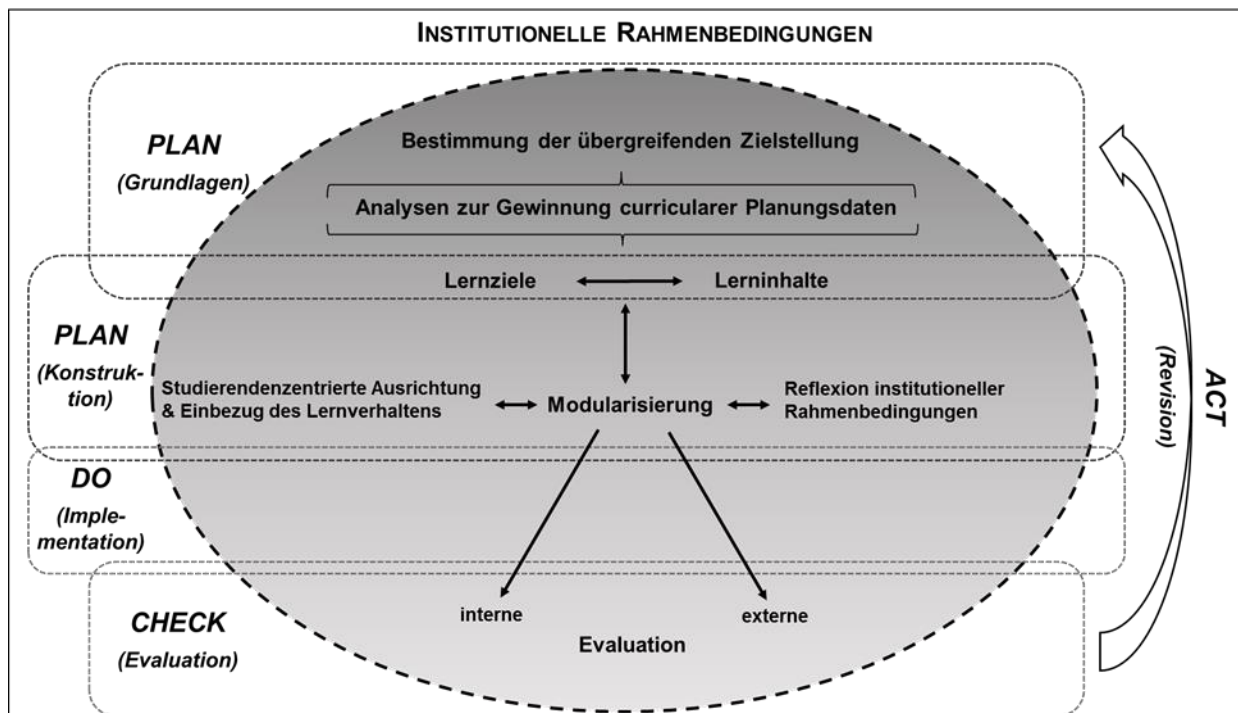 INSTITUTIONELLE RAHMENBEDINGUNGEN
PLAN
(Grundlagen)
Bestimmung der übergreifenden Zielstellung
Analysen zur Gewinnung curricularer Planungsdaten
Lernziele
Lerninhalte
PLAN
(Konstruk-
tion)
Studierendenzentrierte Ausrichtung
& Einbezug des Lernverhaltens
Modularisierung
Reflexion institutioneller
Rahmenbedingungen
DO
(Imple-
mentation)
CHECK
(Evaluation)
interne
externe
Evaluation
ACT
(Revision)